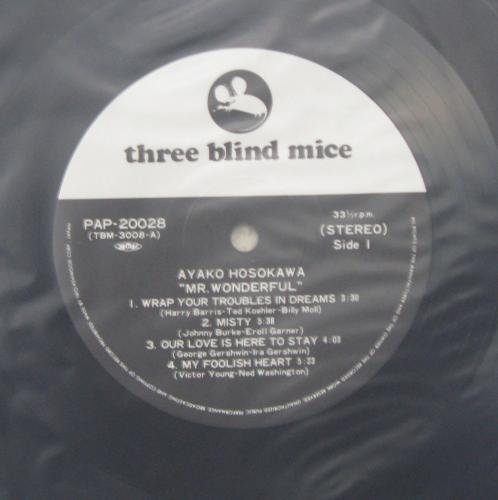 three blind mice
PAP-20028
(TBM-3008-A)
33⅓r.p.m.
(STEREO)
Side 1
AYAKO HOSOKAWA
"MR. WONDERFUL"
1. WRAP YOUR TROUBLES IN DREAMS 3:30
(Harry Barris-Ted Koehler-Billy Moll)
2. MISTY 5:38
(Johnny Burke-Eroll Garner)
3. OUR LOVE IS HERE TO STAY 4:03
(George Gershwin-Ira Gershwin)
4. MY FOOLISH HEART 5:23
(Victor Young-Ned Washington)